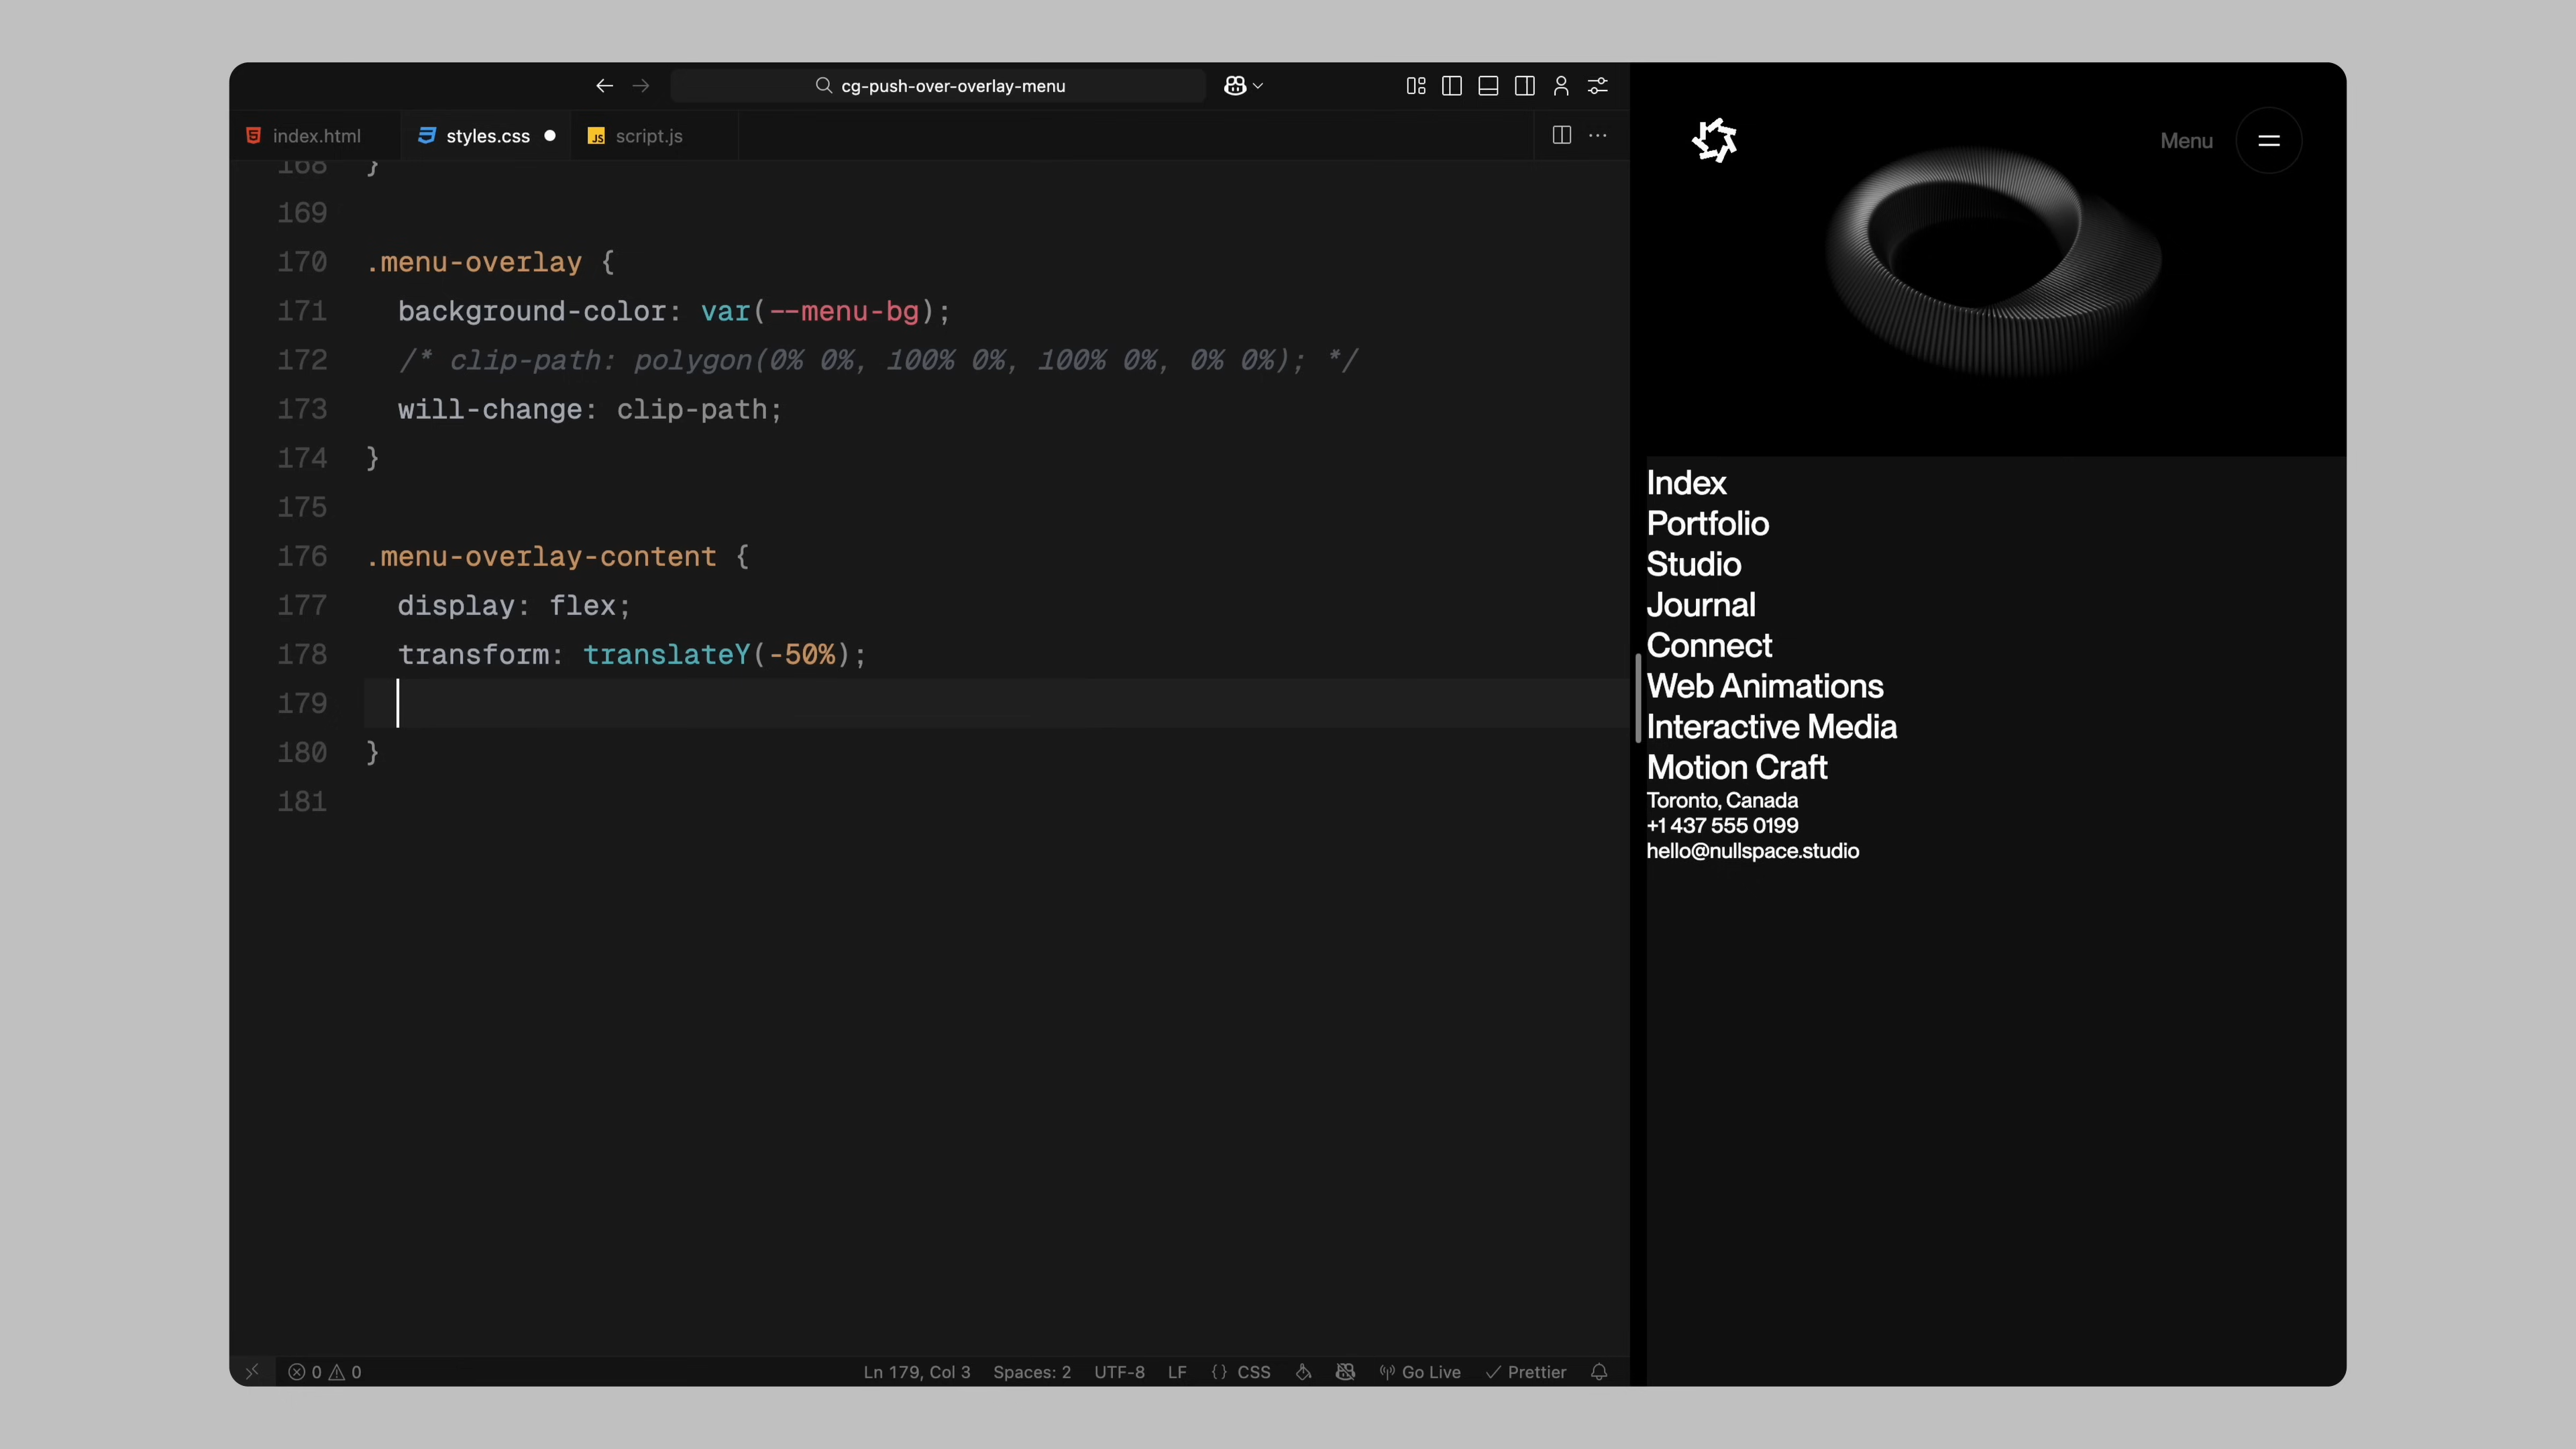 cg-push-over-overlay-menu
index.html
styles.css
JS script.js
168 }
169
170 .menu-overlay {
171 background-color: var(--menu-bg);
172 /* clip-path: polygon(0% 0%, 100% 0%, 100% 0%, 0% 0%); */
173 will-change: clip-path;
174 }
175
176 .menu-overlay-content {
177 display: flex;
178 transform: translateY(-50%);
179
180 }
181
0 0
Ln 179, Col 3
Spaces: 2
UTF-8
LF
{} CSS
Go Live
Prettier
Menu
Index
Portfolio
Studio
Journal
Connect
Web Animations
Interactive Media
Motion Craft
Toronto, Canada
+1 437 555 0199
hello@nullspace.studio